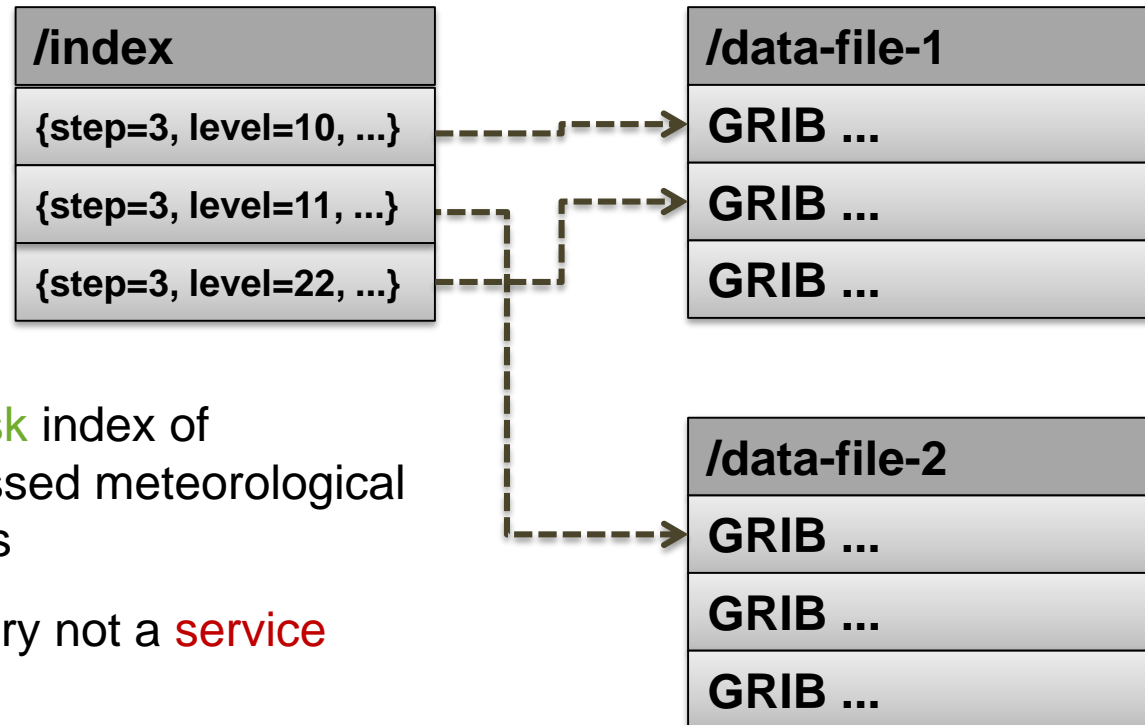 /index
{step=3, level=10, ...}
{step=3, level=11, ...}
{step=3, level=22, ...}
/data-file-1
GRIB ...
GRIB ...
GRIB ...
sk index of
ssed meteorological
s
ry not a service
/data-file-2
GRIB ...
GRIB ...
GRIB ...